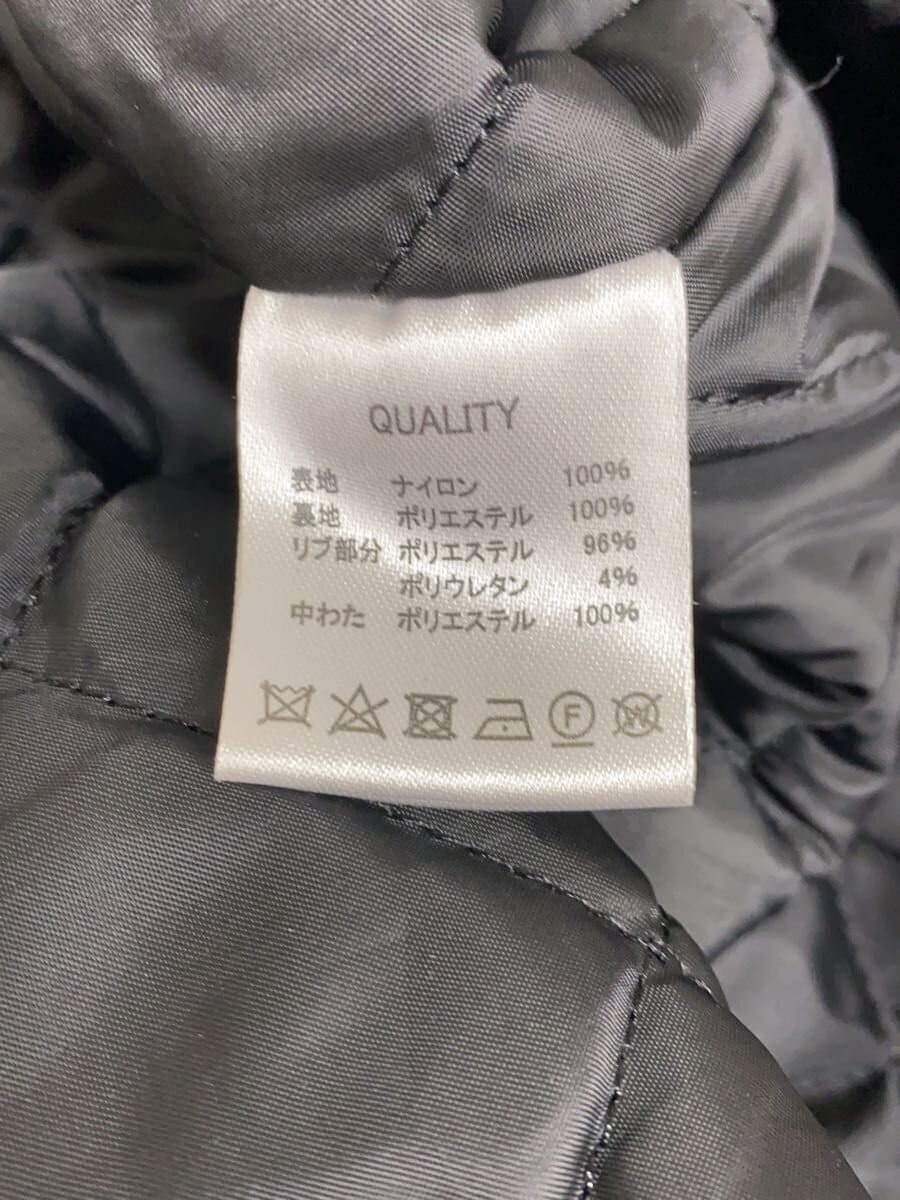 QUALITY
表地 ナイロン 100%
裏地 ポリエステル 100%
リブ部分 ポリエステル 96%
ポリウレタン 4%
中わた ポリエステル 100%
F W